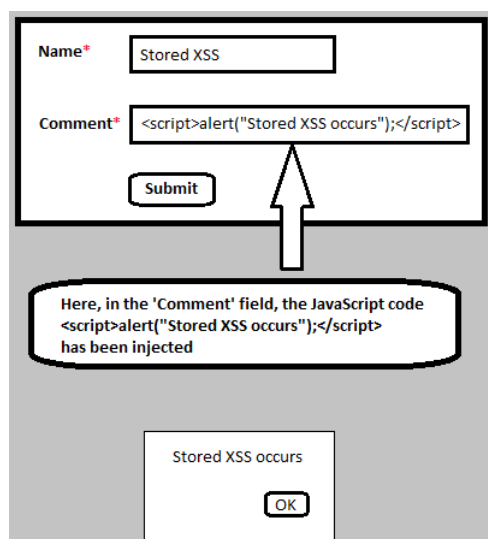 Name* Stored XSS
Comment* <script>alert("Stored XSS occurs");</script>
Submit
Here, in the 'Comment' field, the JavaScript code
<script>alert("Stored XSS occurs");</script>
has been injected
Stored XSS occurs
OK